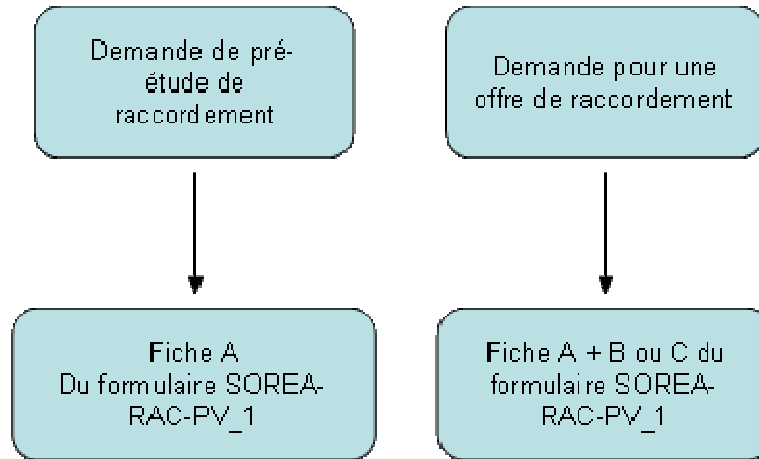 Demande de pré-
étude de
raccordement
Demande pour une
offre de raccordement
Fiche A
Du formulaire SOREA-
RAC-PV_1
Fiche A + B ou C du
formulaire SOREA-
RAC-PV_1